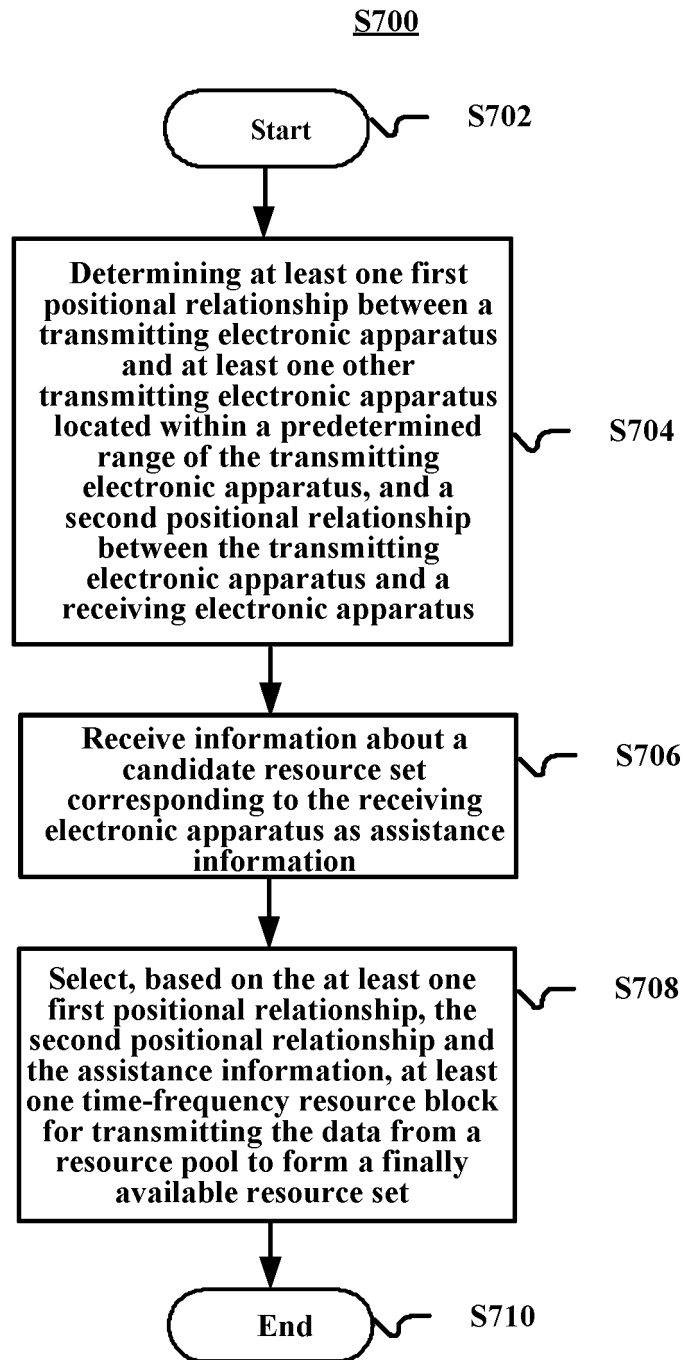 S700
Start
S702
Determining at least one first
positional relationship between a
transmitting electronic apparatus
and at least one other
transmitting electronic apparatus
located within a predetermined
range of the transmitting
electronic apparatus, and a
second positional relationship
between the transmitting
electronic apparatus and a
receiving electronic apparatus
S704
Receive information about a
candidate resource set
corresponding to the receiving
electronic apparatus as assistance
information
S706
Select, based on the at least one
first positional relationship, the
second positional relationship and
the assistance information, at least
one time-frequency resource block
for transmitting the data from a
resource pool to form a finally
available resource set
S708
End
S710